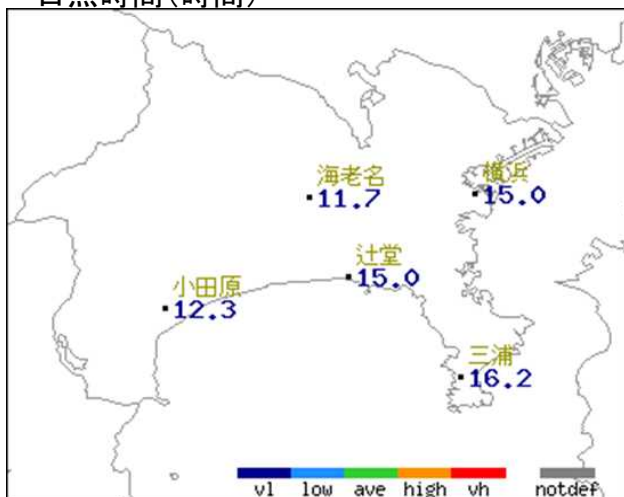 日照時間(時間)
海老名
11.7
横浜
15.0
辻堂
15.0
小田原
12.3
三浦
16.2
vl low ave high vh notdef